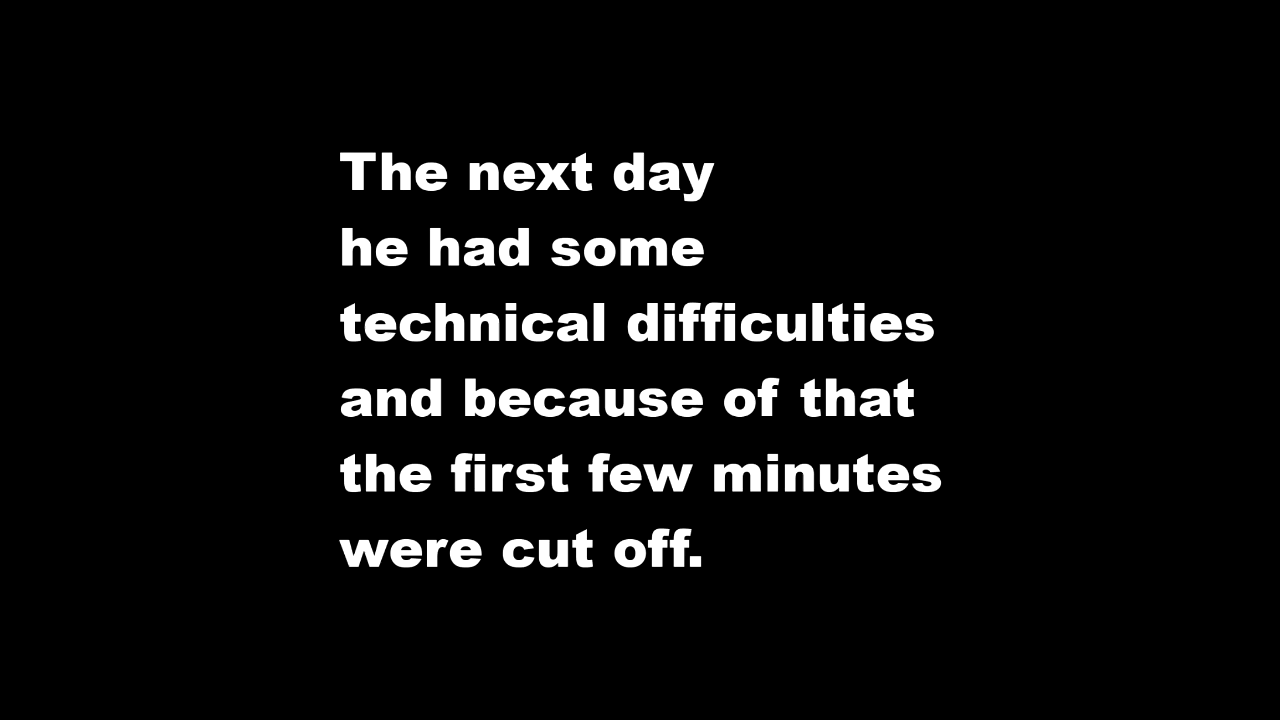 The next day
he had some
technical difficulties
and because of that
the first few minutes
were cut off.